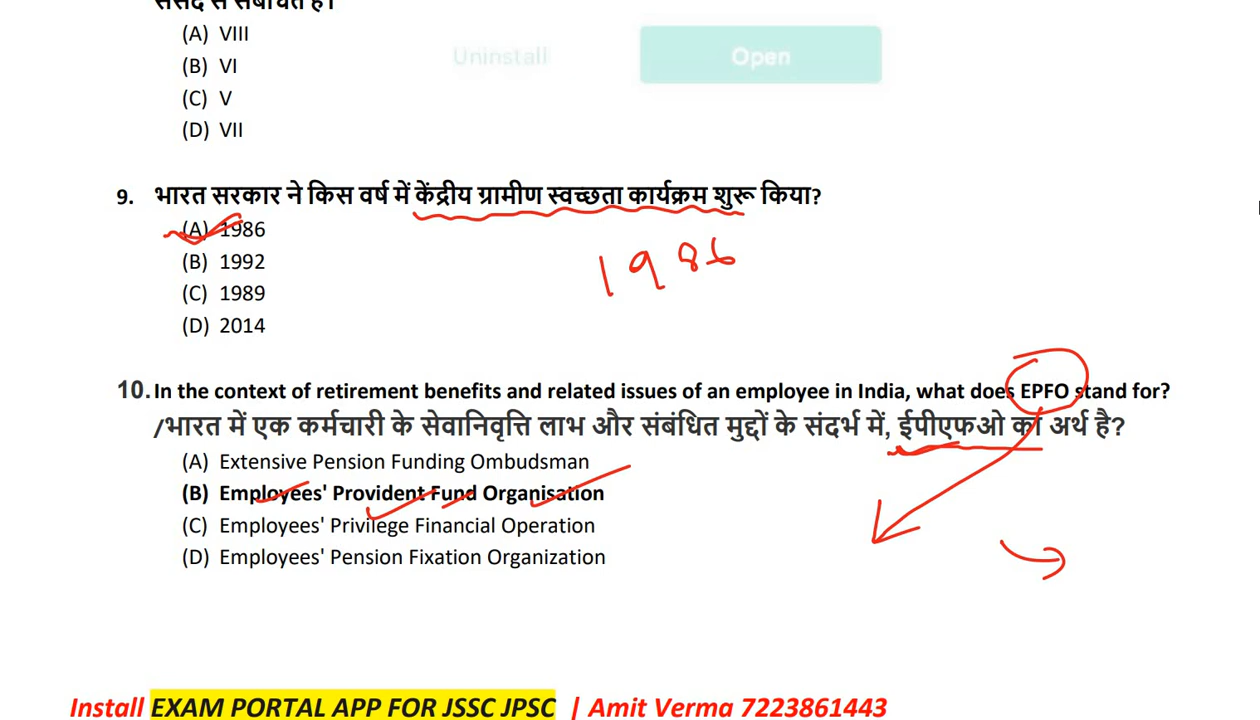 संसद से संबंधित है।
(A) VIII
Uninstall
Open
(B) VI
(C) V
(D) VII
9. भारत सरकार ने किस वर्ष में केंद्रीय ग्रामीण स्वच्छता कार्यक्रम शुरू किया?
(A) 1986
(B) 1992
1986
(C) 1989
(D) 2014
10. In the context of retirement benefits and related issues of an employee in India, what does EPFO stand for?
/भारत में एक कर्मचारी के सेवानिवृत्ति लाभ और संबंधित मुद्दों के संदर्भ में, ईपीएफओ का अर्थ है?
(A) Extensive Pension Funding Ombudsman
(B) Employees' Provident Fund Organisation
(C) Employees' Privilege Financial Operation
(D) Employees' Pension Fixation Organization
Install EXAM PORTAL APP FOR JSSC JPSC | Amit Verma 7223861443